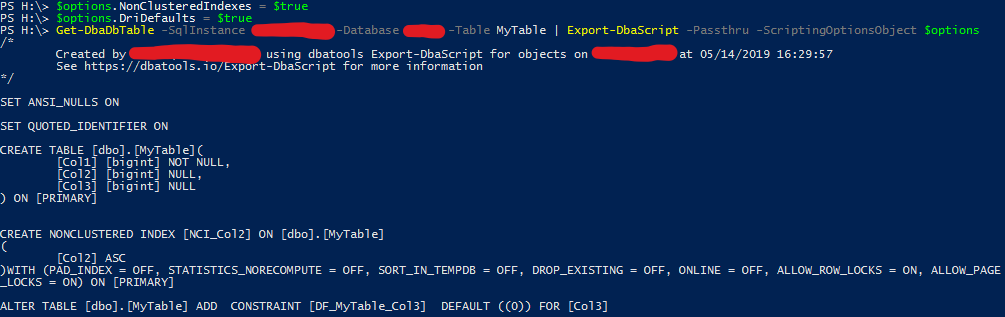 PS H:\> $options.NonClusteredIndexes = $true
PS H:\> $options.DriDefaults = $true
PS H:\> Get-DbaDbTable -SqlInstance -Database -Table MyTable | Export-DbaScript -Passthru -ScriptingOptionsObject $options
/*
Created by using dbatools Export-DbaScript for objects on at 05/14/2019 16:29:57
See https://dbatools.io/Export-DbaScript for more information
*/
SET ANSI_NULLS ON
SET QUOTED_IDENTIFIER ON
CREATE TABLE [dbo].[MyTable](
[Col1] [bigint] NOT NULL,
[Col2] [bigint] NULL,
[Col3] [bigint] NULL
) ON [PRIMARY]
CREATE NONCLUSTERED INDEX [NCI_Col2] ON [dbo].[MyTable]
(
[Col2] ASC
)WITH (PAD_INDEX = OFF, STATISTICS_NORECOMPUTE = OFF, SORT_IN_TEMPDB = OFF, DROP_EXISTING = OFF, ONLINE = OFF, ALLOW_ROW_LOCKS = ON, ALLOW_PAGE
_LOCKS = ON) ON [PRIMARY]
ALTER TABLE [dbo].[MyTable] ADD  CONSTRAINT [DF_MyTable_Col3]  DEFAULT ((0)) FOR [Col3]